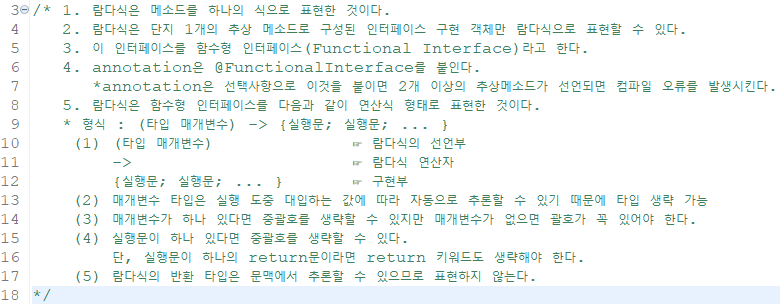 3 /* 1. 람다식은 메소드를 하나의 식으로 표현한 것이다.
4 2. 람다식은 단지 1개의 추상 메소드로 구성된 인터페이스 구현 객체만 람다식으로 표현할 수 있다.
5 3. 이 인터페이스를 함수형 인터페이스(Functional Interface)라고 한다.
6 4. annotation은 @FunctionalInterface를 붙인다.
7 *annotation은 선택사항으로 이것을 붙이면 2개 이상의 추상메소드가 선언되면 컴파일 오류를 발생시킨다.
8 5. 람다식은 함수형 인터페이스를 다음과 같이 연산식 형태로 표현한 것이다.
9 * 형식 : (타입 매개변수) -> {실행문; 실행문; ... }
10 (1) (타입 매개변수) ☞ 람다식의 선언부
11 -> ☞ 람다식 연산자
12 {실행문; 실행문; ... } ☞ 구현부
13 (2) 매개변수 타입은 실행 도중 대입하는 값에 따라 자동으로 추론할 수 있기 때문에 타입 생략 가능
14 (3) 매개변수가 하나 있다면 중괄호를 생략할 수 있지만 매개변수가 없으면 괄호가 꼭 있어야 한다.
15 (4) 실행문이 하나 있다면 중괄호를 생략할 수 있다.
16 단, 실행문이 하나의 return문이라면 return 키워드도 생략해야 한다.
17 (5) 람다식의 반환 타입은 문맥에서 추론할 수 있으므로 표현하지 않는다.
18 */